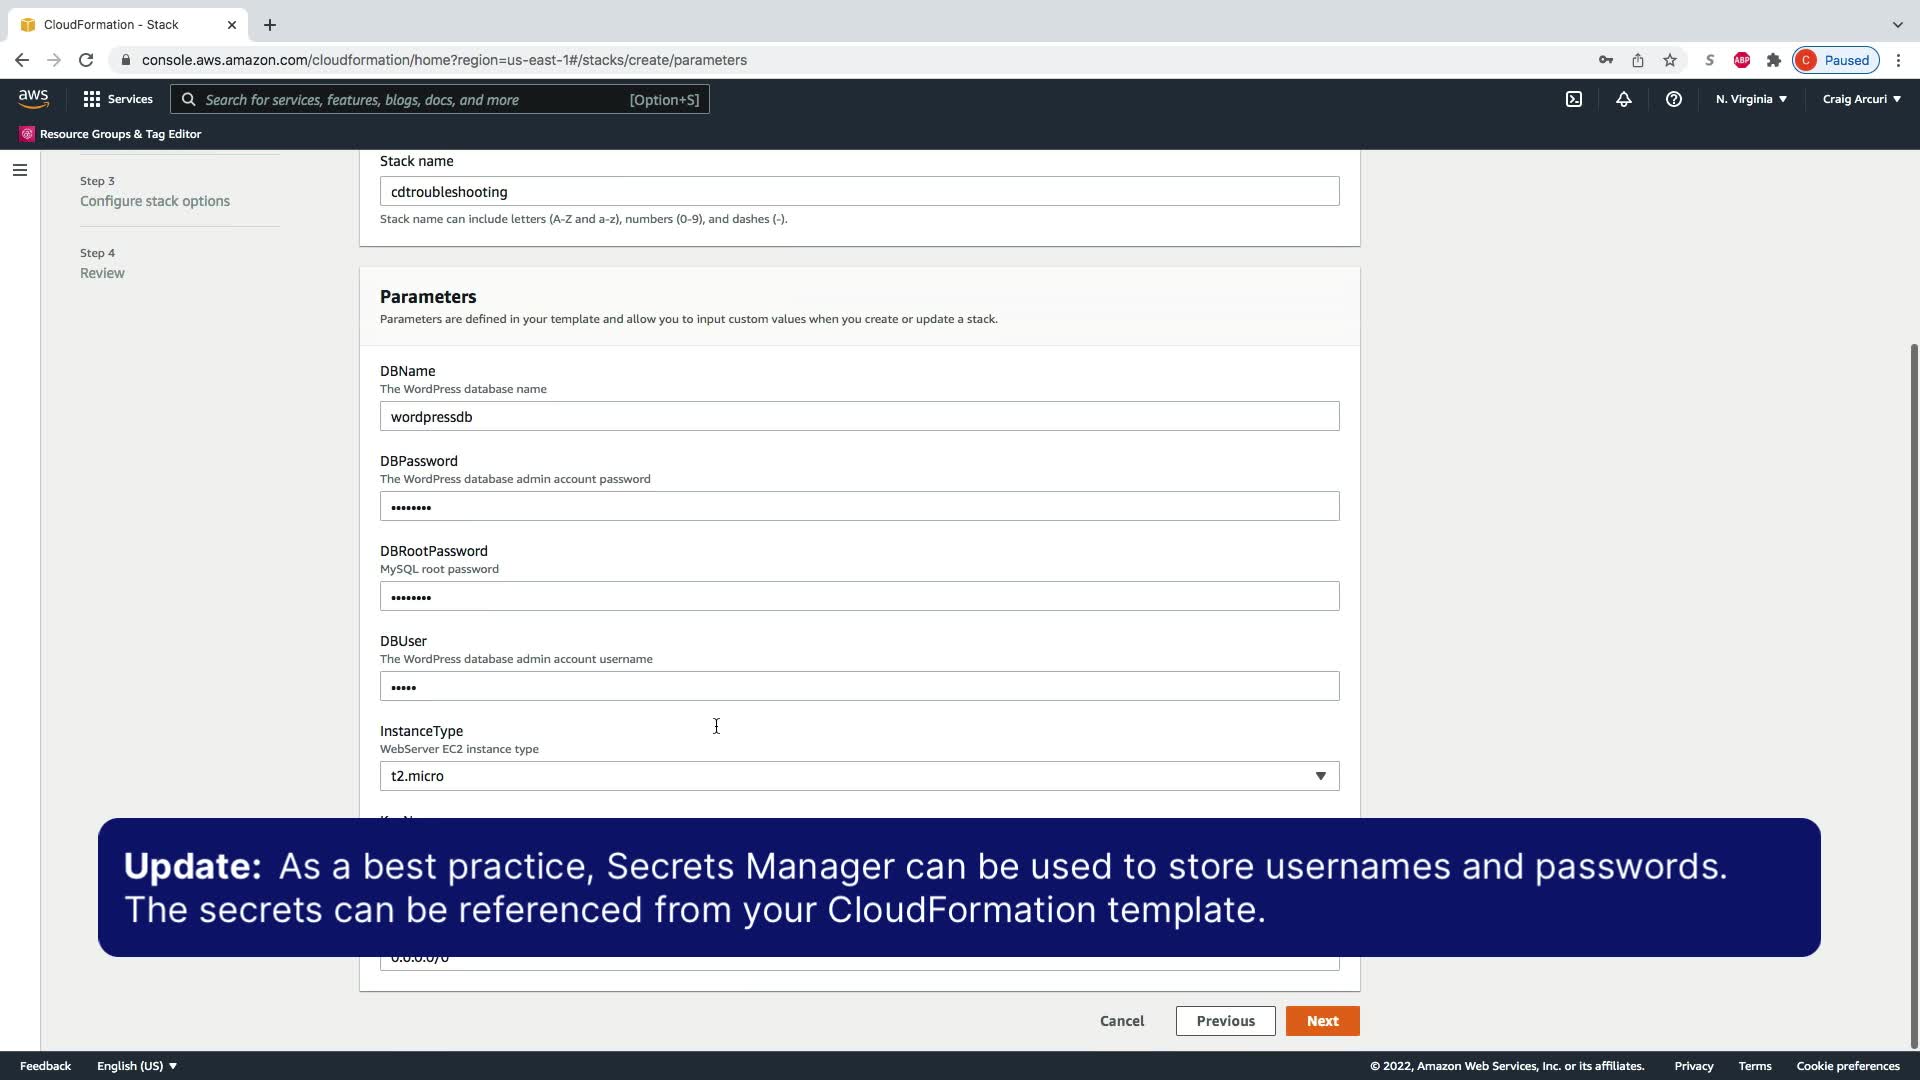 CloudFormation - Stack
console.aws.amazon.com/cloudformation/home?region=us-east-1#/stacks/create/parameters
S
ABP
C
Paused
aws
Services
Search for services, features, blogs, docs, and more
[Option+S]
N. Virginia
Craig Arcuri
Resource Groups & Tag Editor
Step 3
Configure stack options
Step 4
Review
Stack name
cdtroubleshooting
Stack name can include letters (A-Z and a-z), numbers (0-9), and dashes (-).
Parameters
Parameters are defined in your template and allow you to input custom values when you create or update a stack.
DBName
The WordPress database name
wordpressdb
DBPassword
The WordPress database admin account password
••••••••
DBRootPassword
MySQL root password
••••••••
DBUser
The WordPress database admin account username
•••••
InstanceType
WebServer EC2 instance type
t2.micro
Update: As a best practice, Secrets Manager can be used to store usernames and passwords.
The secrets can be referenced from your CloudFormation template.
0.0.0.0/0
Cancel
Previous
Next
Feedback
English (US)
© 2022, Amazon Web Services, Inc. or its affiliates.
Privacy
Terms
Cookie preferences